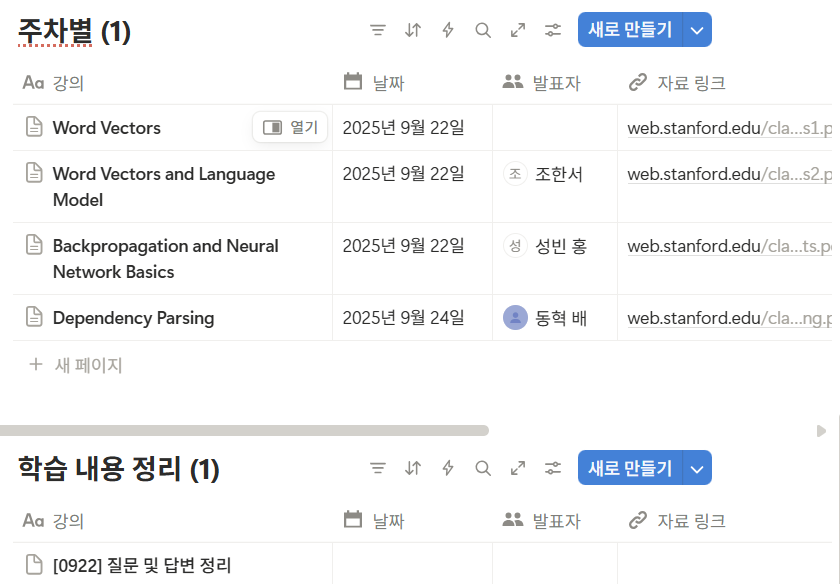 주차별 (1)
새로 만들기
Aa 강의 날짜 발표자 자료 링크
Word Vectors 열기 2025년 9월 22일 web.stanford.edu/cla...s1.p
Word Vectors and Language 2025년 9월 22일 조 조한서 web.stanford.edu/cla...s2.p
Model
Backpropagation and Neural 2025년 9월 22일 성 성빈 홍 web.stanford.edu/cla...ts.p
Network Basics
Dependency Parsing 2025년 9월 24일 동혁 배 web.stanford.edu/cla...ng.p
+ 새 페이지
학습 내용 정리 (1)
새로 만들기
Aa 강의 날짜 발표자 자료 링크
[0922] 질문 및 답변 정리